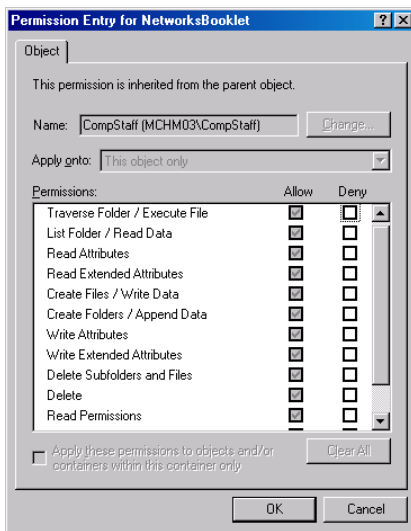 Permission Entry for NetworksBooklet
Object
This permission is inherited from the parent object.
Name: CompStaff (MCHM03\CompStaff) Change...
Apply onto: This object only
Permissions: Allow Deny
Traverse Folder / Execute File
List Folder / Read Data
Read Attributes
Read Extended Attributes
Create Files / Write Data
Create Folders / Append Data
Write Attributes
Write Extended Attributes
Delete Subfolders and Files
Delete
Read Permissions
Apply these permissions to objects and/or Clear All
containers within this container only
OK Cancel